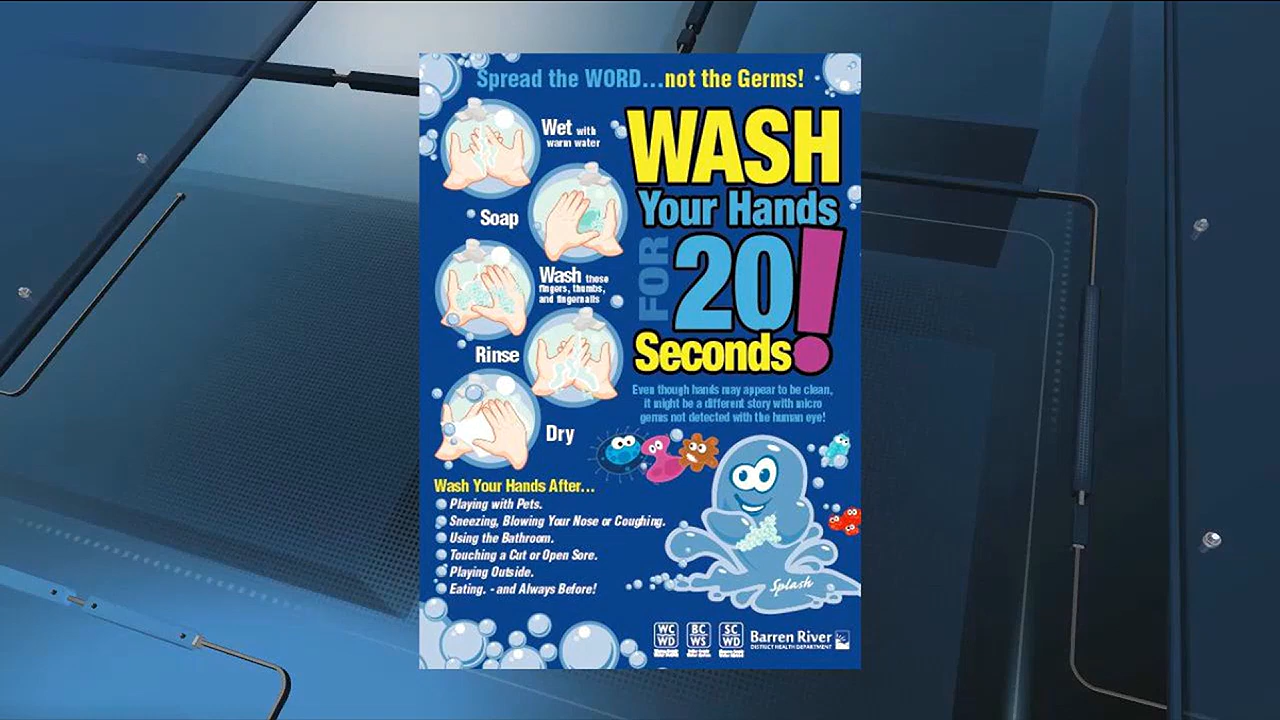 Spread the WORD...not the Germs!
Wet with
warm water
Soap
Wash those
fingers, thumbs,
and fingernails
Rinse
Dry
WASH
Your Hands
FOR
20!
Seconds
Even though hands may appear to be clean,
it might be a different story with micro
germs not detected with the human eye!
Wash Your Hands After...
Playing with Pets.
Sneezing, Blowing Your Nose or Coughing.
Using the Bathroom.
Touching a Cut or Open Sore.
Playing Outside.
Eating. - and Always Before!
Splash
WC
WD
BC
WS
SC
WD
Barren River
DISTRICT HEALTH DEPARTMENT